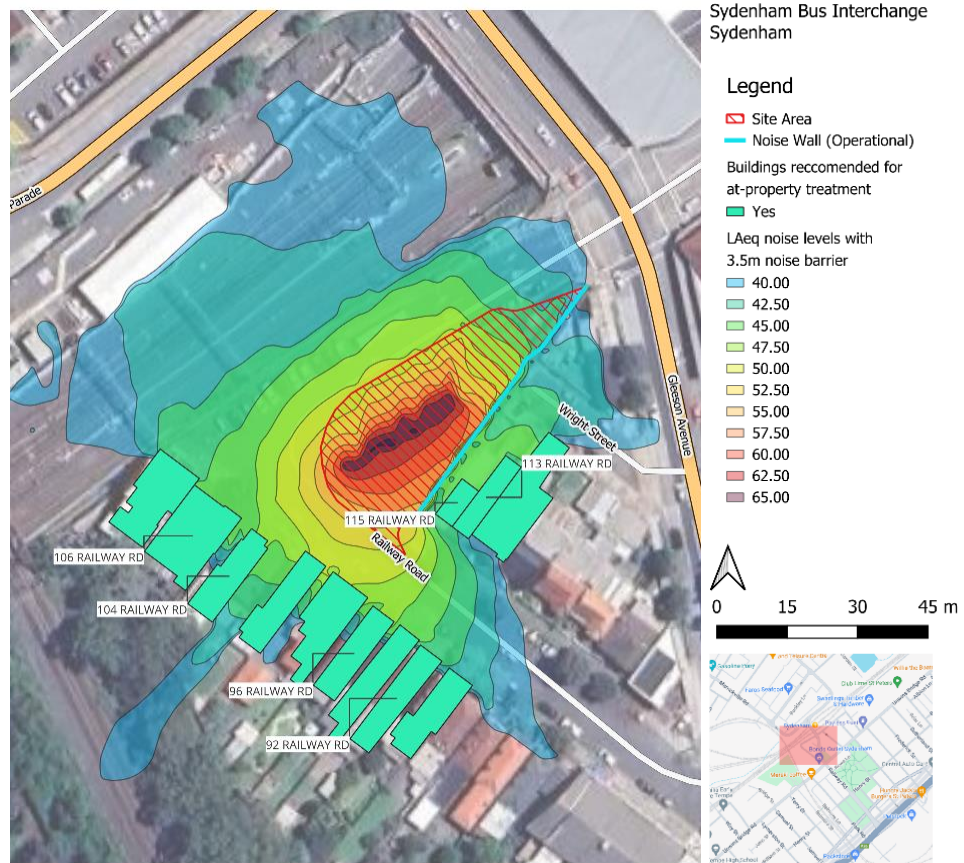 Sydenham Bus Interchange
Sydenham
Legend
Site Area
Noise Wall (Operational)
Buildings reccomended for
at-property treatment
Yes
LAeq noise levels with
3.5m noise barrier
40.00
42.50
45.00
47.50
50.00
52.50
55.00
57.50
60.00
62.50
65.00
0 15 30 45 m
Parade
Gleeson Avenue
Wright Street
113 RAILWAY RD
115 RAILWAY RD
Railway Road
106 RAILWAY RD
104 RAILWAY RD
96 RAILWAY RD
92 RAILWAY RD
Sydenham